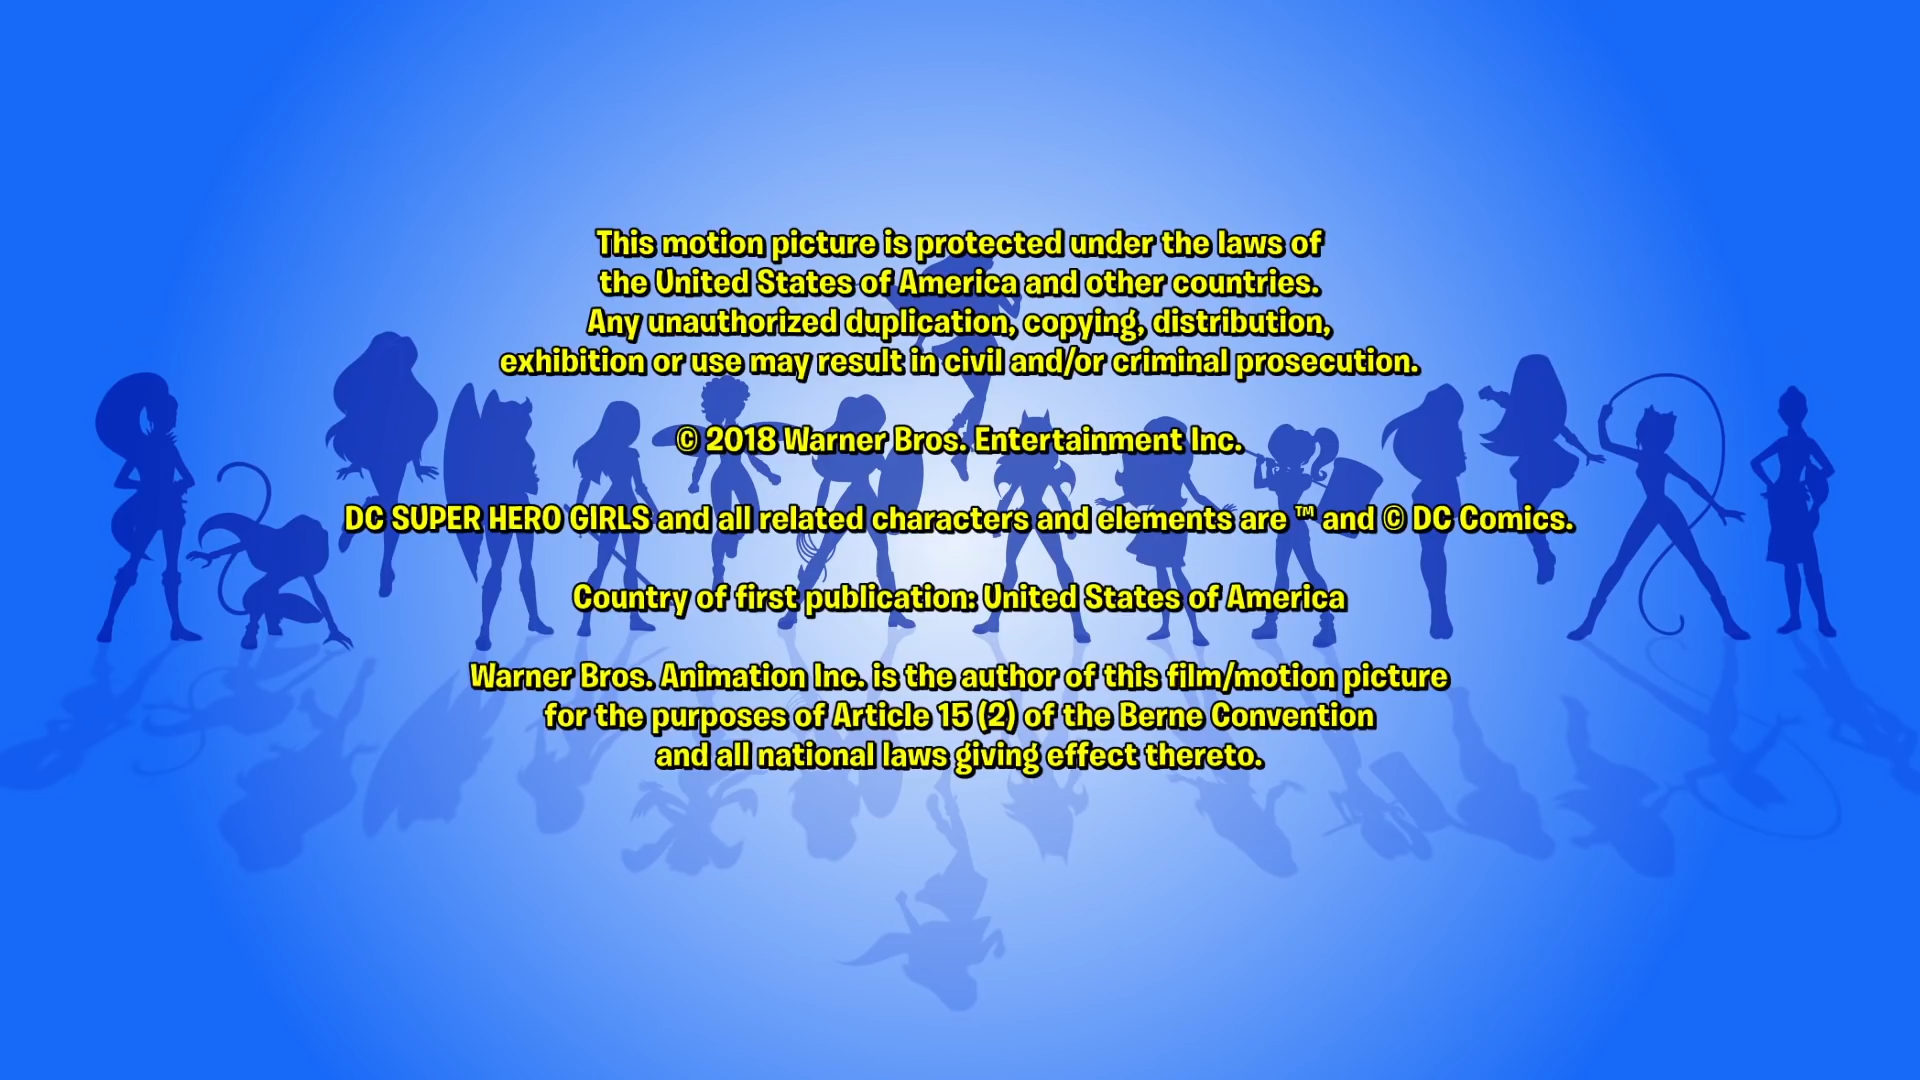 This motion picture is protected under the laws of
the United States of America and other countries.
Any unauthorized duplication, copying, distribution,
exhibition or use may result in civil and/or criminal prosecution.
© 2018 Warner Bros. Entertainment Inc.
DC SUPER HERO GIRLS and all related characters and elements are ™ and © DC Comics.
Country of first publication: United States of America
Warner Bros. Animation Inc. is the author of this film/motion picture
for the purposes of Article 15 (2) of the Berne Convention
and all national laws giving effect thereto.